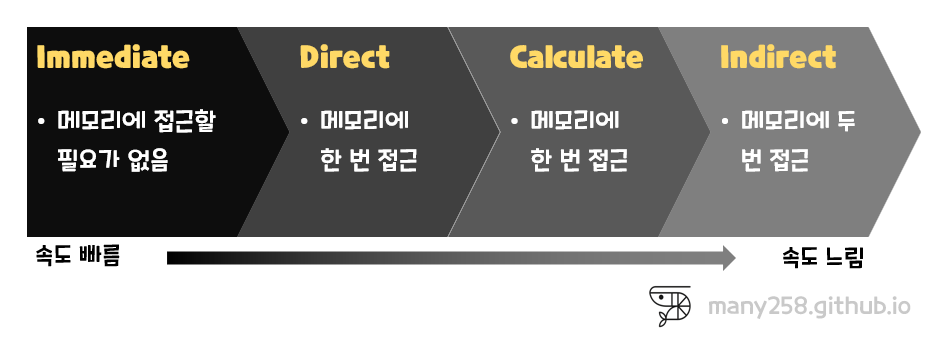 Immediate
• 메모리에 접근할
필요가 없음
Direct
• 메모리에
한 번 접근
Calculate
• 메모리에
한 번 접근
Indirect
• 메모리에 두
번 접근
속도 빠름
속도 느림
many258.github.io